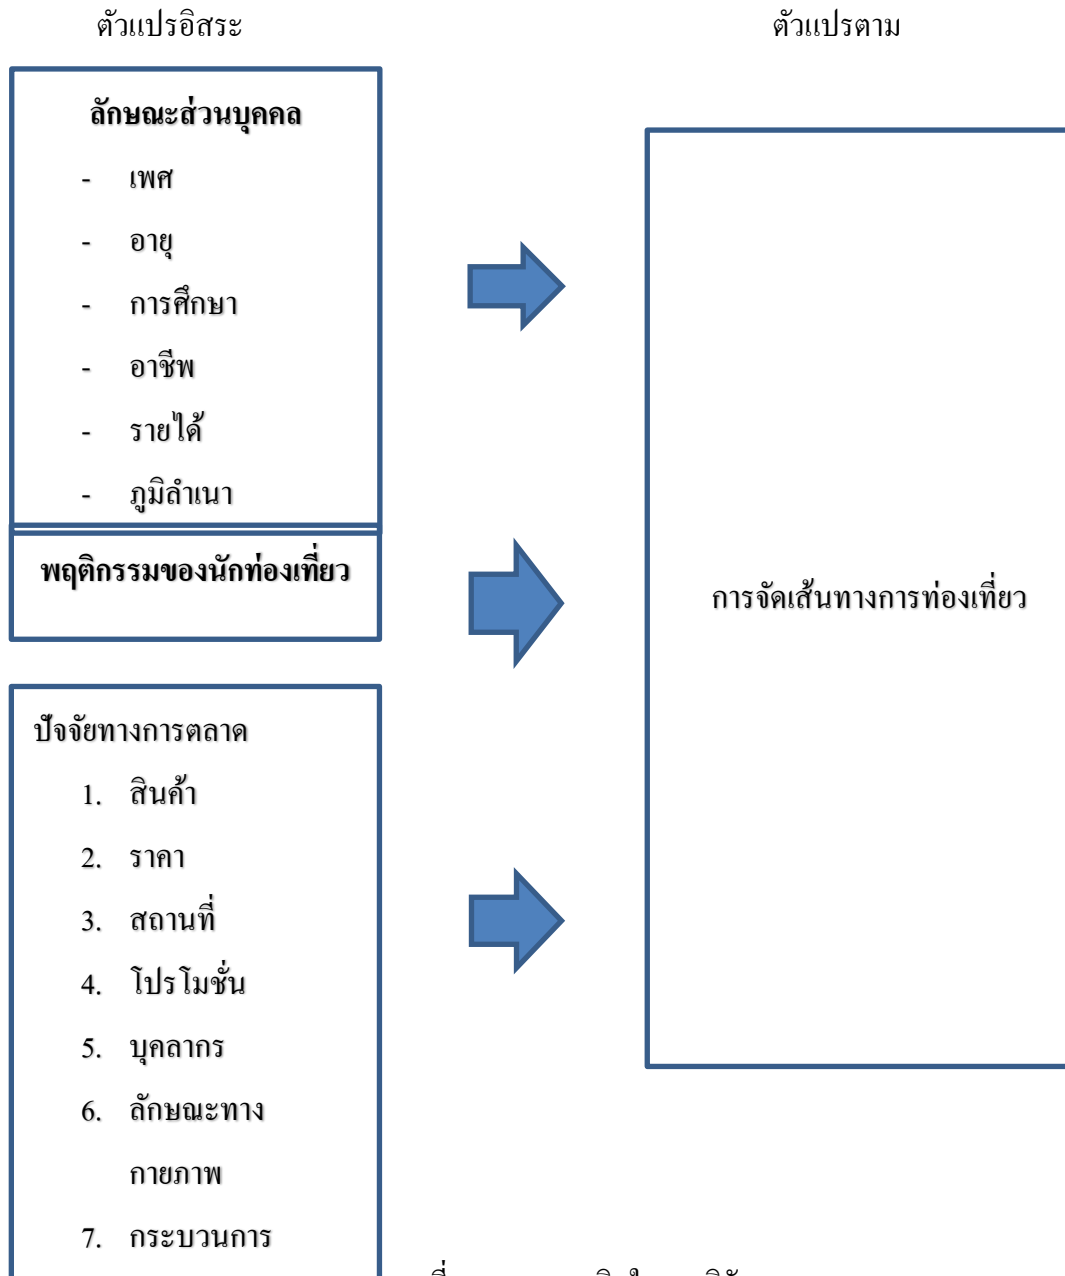 ตัวแปรอิสระ
ตัวแปรตาม
ลักษณะส่วนบุคคล
- เพศ
- อายุ
- การศึกษา
- อาชีพ
- รายได้
- ภูมิลำเนา
พฤติกรรมของนักท่องเที่ยว
การจัดเส้นทางการท่องเที่ยว
ปัจจัยทางการตลาด
1. สินค้า
2. ราคา
3. สถานที่
4. โปรโมชั่น
5. บุคลากร
6. ลักษณะทาง
กายภาพ
7. กระบวนการ